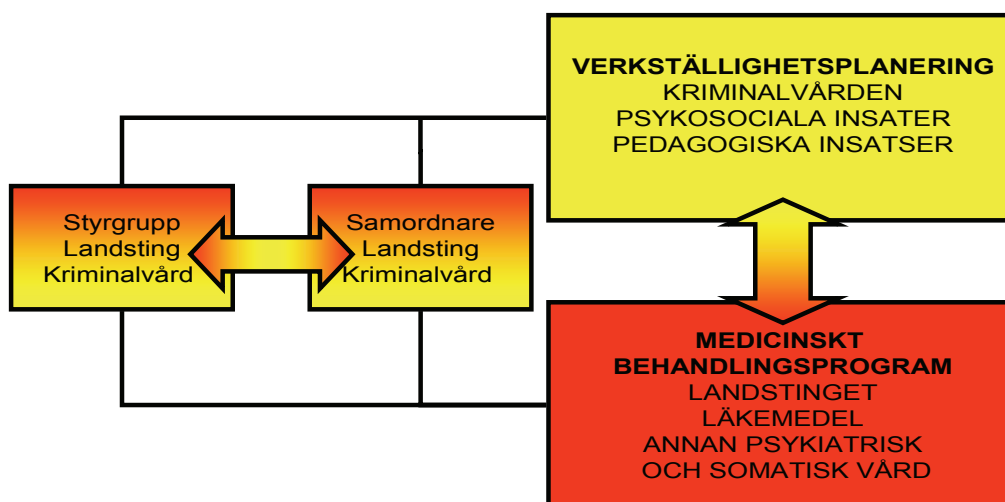 VERKSTÄLLIGHETSPLANERING
KRIMINALVÅRDEN
PSYKOSOCIALA INSATER
PEDAGOGISKA INSATSER
Styrgrupp
Landsting
Kriminalvård
Samordnare
Landsting
Kriminalvård
MEDICINSKT
BEHANDLINGSPROGRAM
LANDSTINGET
LÄKEMEDEL
ANNAN PSYKIATRISK
OCH SOMATISK VÅRD